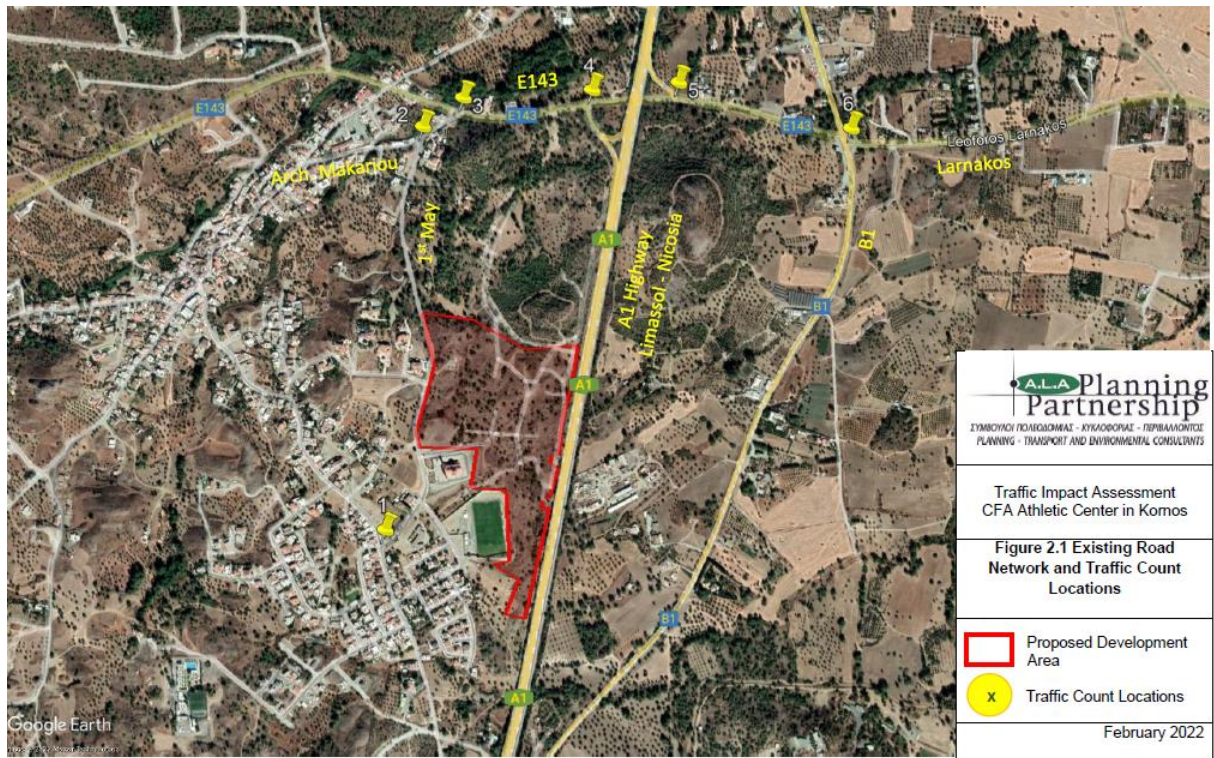 E143
4
5
3
E143
2
E143
E143
6
Leoforos Larnakos
Larnakos
Arch. Makariou
1st May
A1
A1 Highway
Limassol - Nicosia
B1
B1
A1
1
B1
A1
Google Earth
A.L.A Planning
Partnership
ΣΥΜΒΟΥΛΟΙ ΠΟΛΕΟΔΟΜΙΑΣ - ΚΥΚΛΟΦΟΡΙΑΣ - ΠΕΡΙΒΑΛΛΟΝΤΟΣ
PLANNING - TRANSPORT AND ENVIRONMENTAL CONSULTANTS
Traffic Impact Assessment
CFA Athletic Center in Kornos
Figure 2.1 Existing Road
Network and Traffic Count
Locations
Proposed Development
Area
x
Traffic Count Locations
February 2022